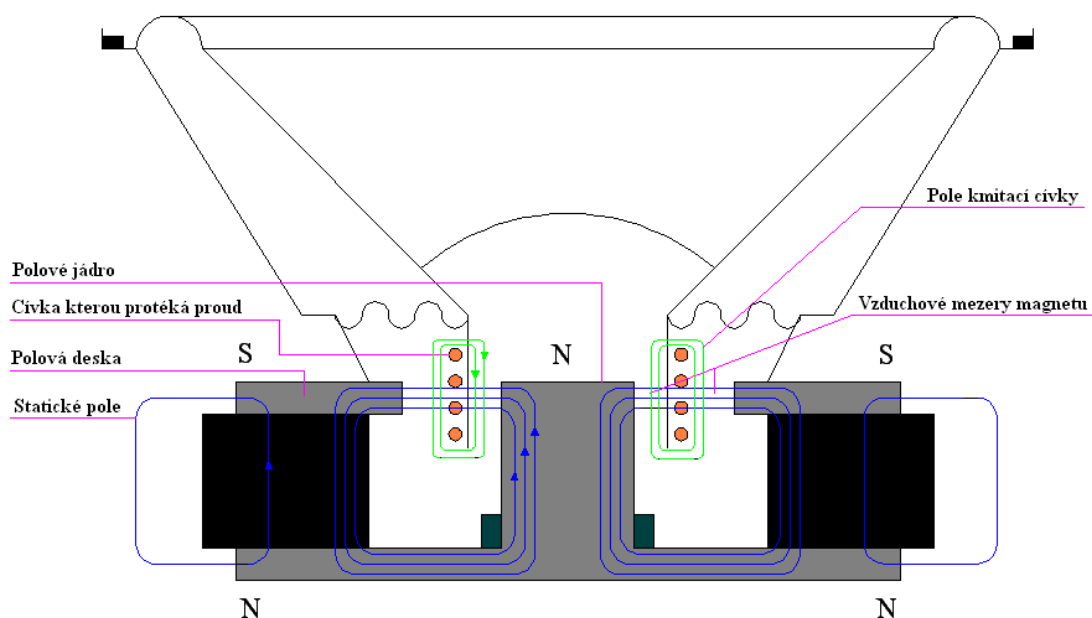 Pole kmitací cívky
Polové jádro
Cívka kterou protéká proud
Vzduchové mezery magnetu
S
N
S
Polová deska
Statické pole
N
N